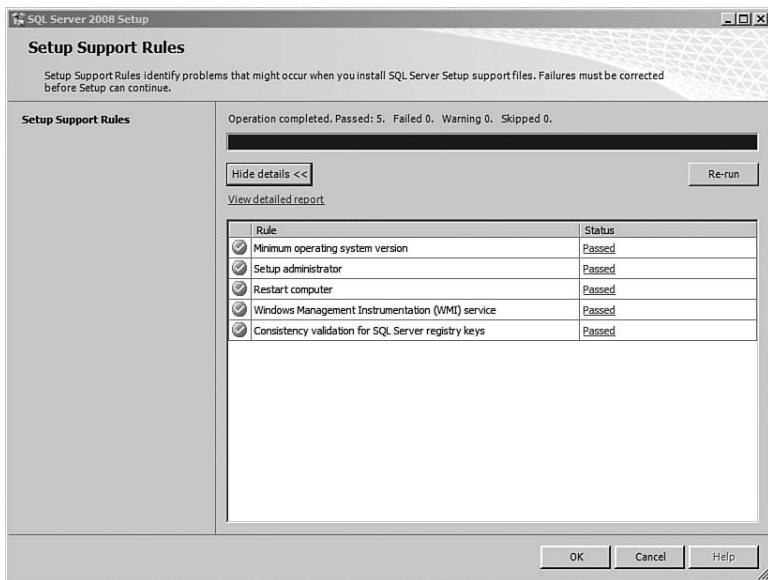 SQL Server 2008 Setup
Setup Support Rules
Setup Support Rules identify problems that might occur when you install SQL Server Setup support files. Failures must be corrected
before Setup can continue.
Setup Support Rules
Operation completed. Passed: 5. Failed 0. Warning 0. Skipped 0.
Hide details <<
Re-run
View detailed report
Rule Status
Minimum operating system version Passed
Setup administrator Passed
Restart computer Passed
Windows Management Instrumentation (WMI) service Passed
Consistency validation for SQL Server registry keys Passed
OK Cancel Help